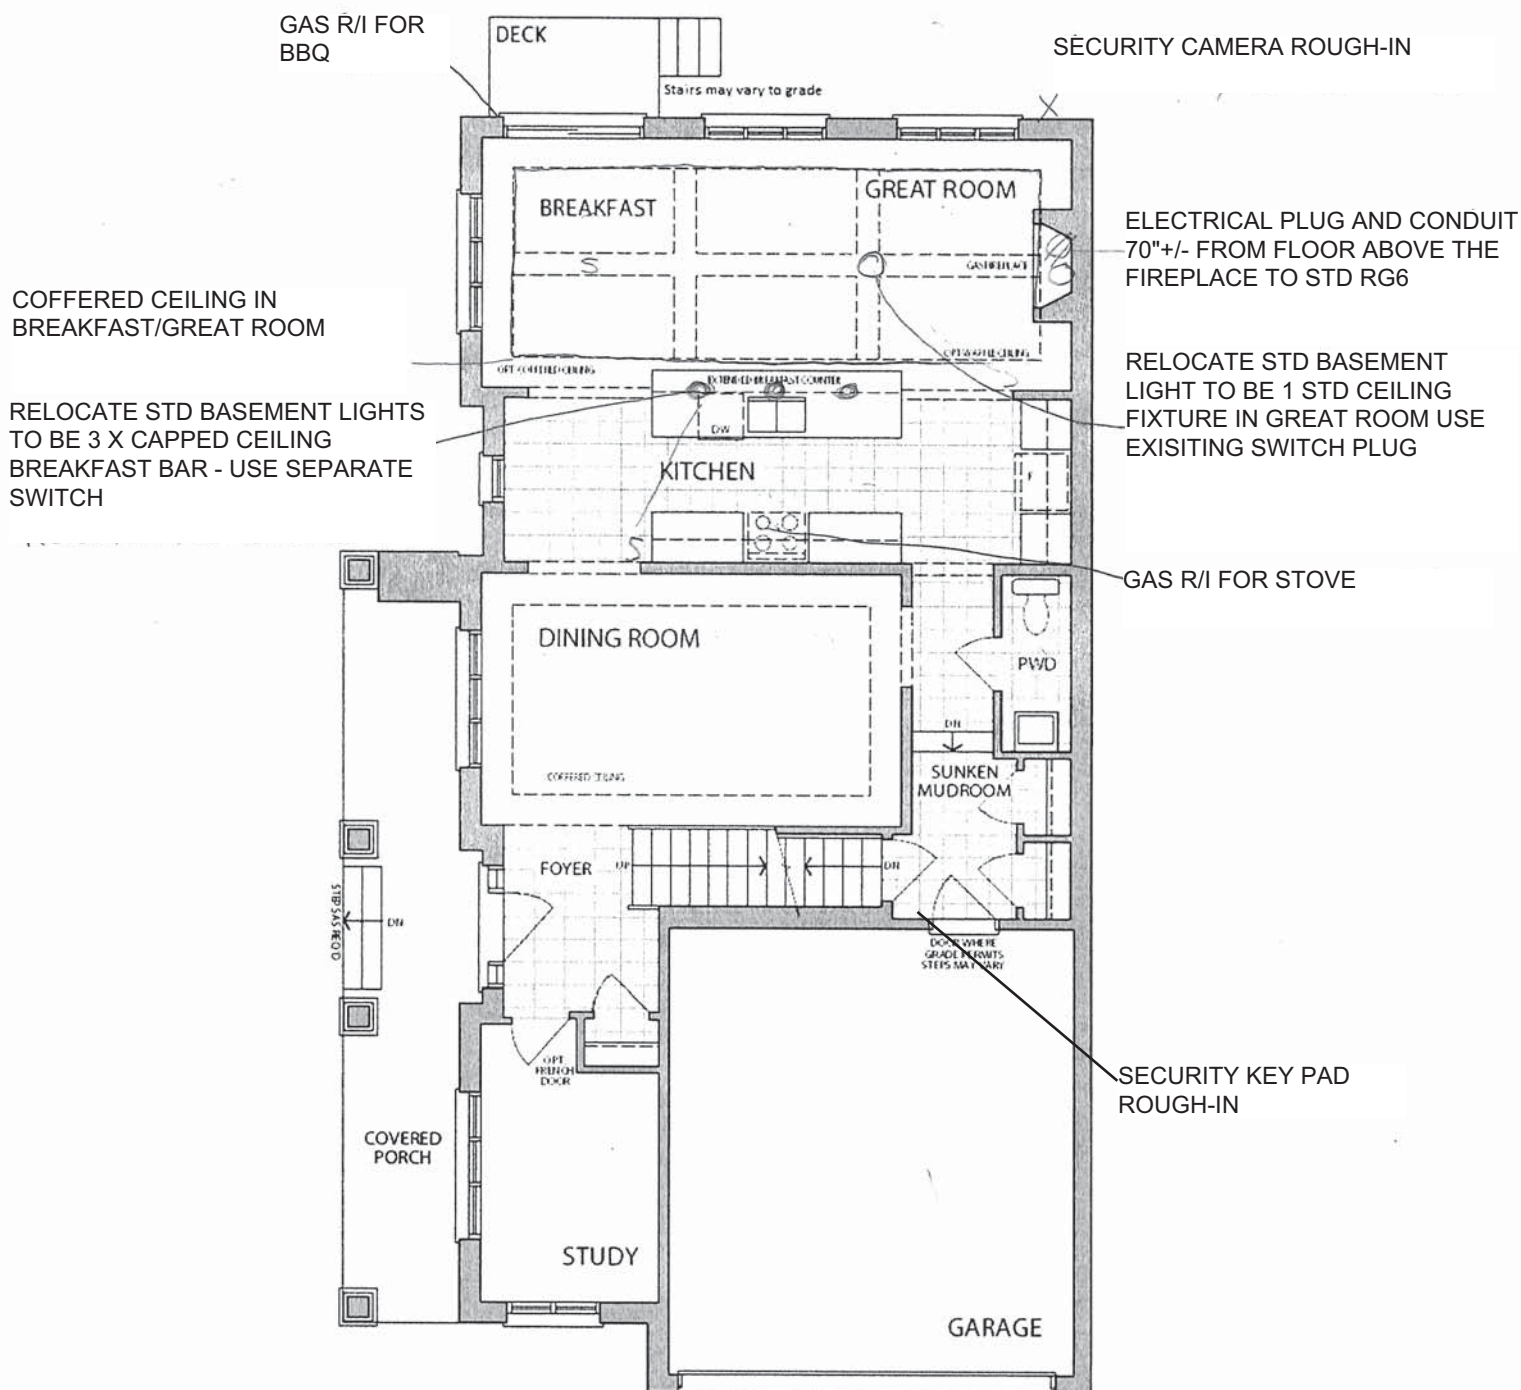 GAS R/I FOR
BBQ
DECK
SECURITY CAMERA ROUGH-IN
Stairs may vary to grade
GREAT ROOM
BREAKFAST
ELECTRICAL PLUG AND CONDUIT
70"+/- FROM FLOOR ABOVE THE
FIREPLACE TO STD RG6
S
GAS FIREPLACE
COFFERED CEILING IN
BREAKFAST/GREAT ROOM
OPT WAFFLE CEILING
OPT COFFERED CEILING
RELOCATE STD BASEMENT
LIGHT TO BE 1 STD CEILING
FIXTURE IN GREAT ROOM USE
EXISITING SWITCH PLUG
EXTENDED BREAKFAST COUNTER
RELOCATE STD BASEMENT LIGHTS
TO BE 3 X CAPPED CEILING
BREAKFAST BAR - USE SEPARATE
SWITCH
DW
KITCHEN
F
S
GAS R/I FOR STOVE
DINING ROOM
PWD
DN
COFFERED CEILING
SUNKEN
MUDROOM
FOYER
UP
DN
STEPS AS REQ'D
DN
DOOR WHERE
GRADE PERMITS
STEPS MAY VARY
OPT
FRENCH
DOOR
SECURITY KEY PAD
ROUGH-IN
COVERED
PORCH
STUDY
GARAGE